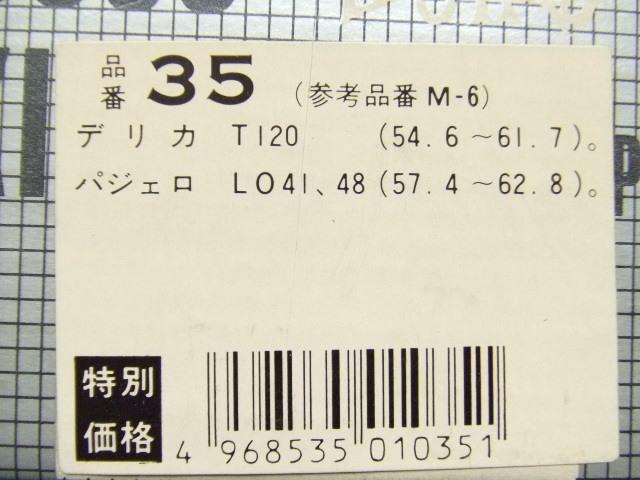 品番 35 (参考品番 M-6)
デリカ T120 (54.6～61.7)。
パジェロ LO41、48(57.4～62.8)。
特別
価格
4 968535 010351